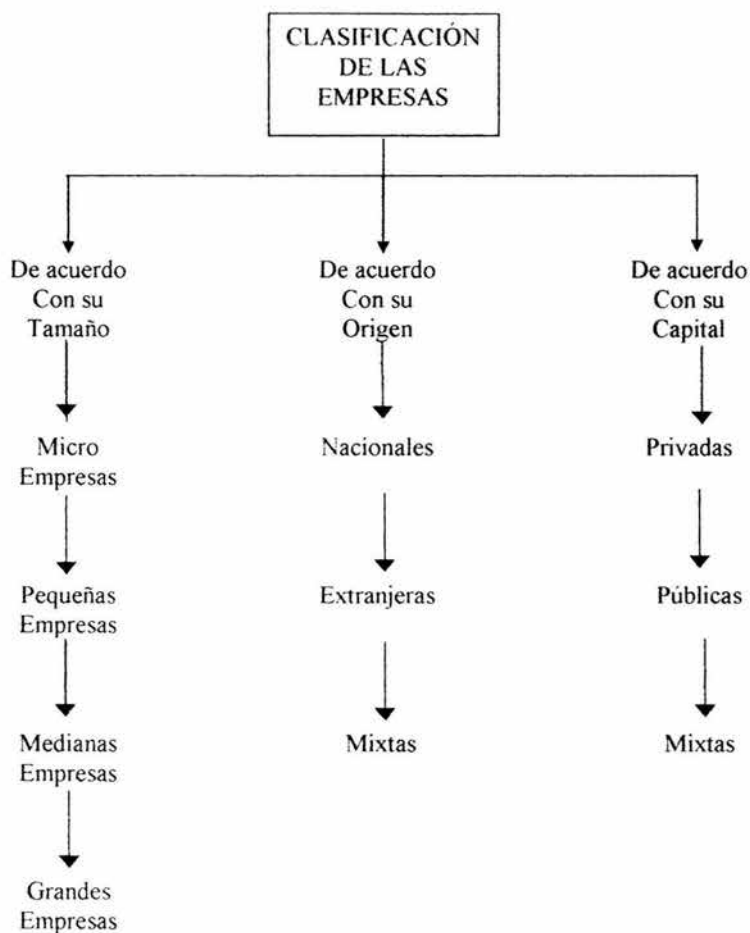 CLASIFICACIÓN
DE LAS
EMPRESAS
De acuerdo
Con su
Tamaño
De acuerdo
Con su
Origen
De acuerdo
Con su
Capital
Micro
Empresas
Nacionales
Privadas
Pequeñas
Empresas
Extranjeras
Públicas
Medianas
Empresas
Mixtas
Mixtas
Grandes
Empresas